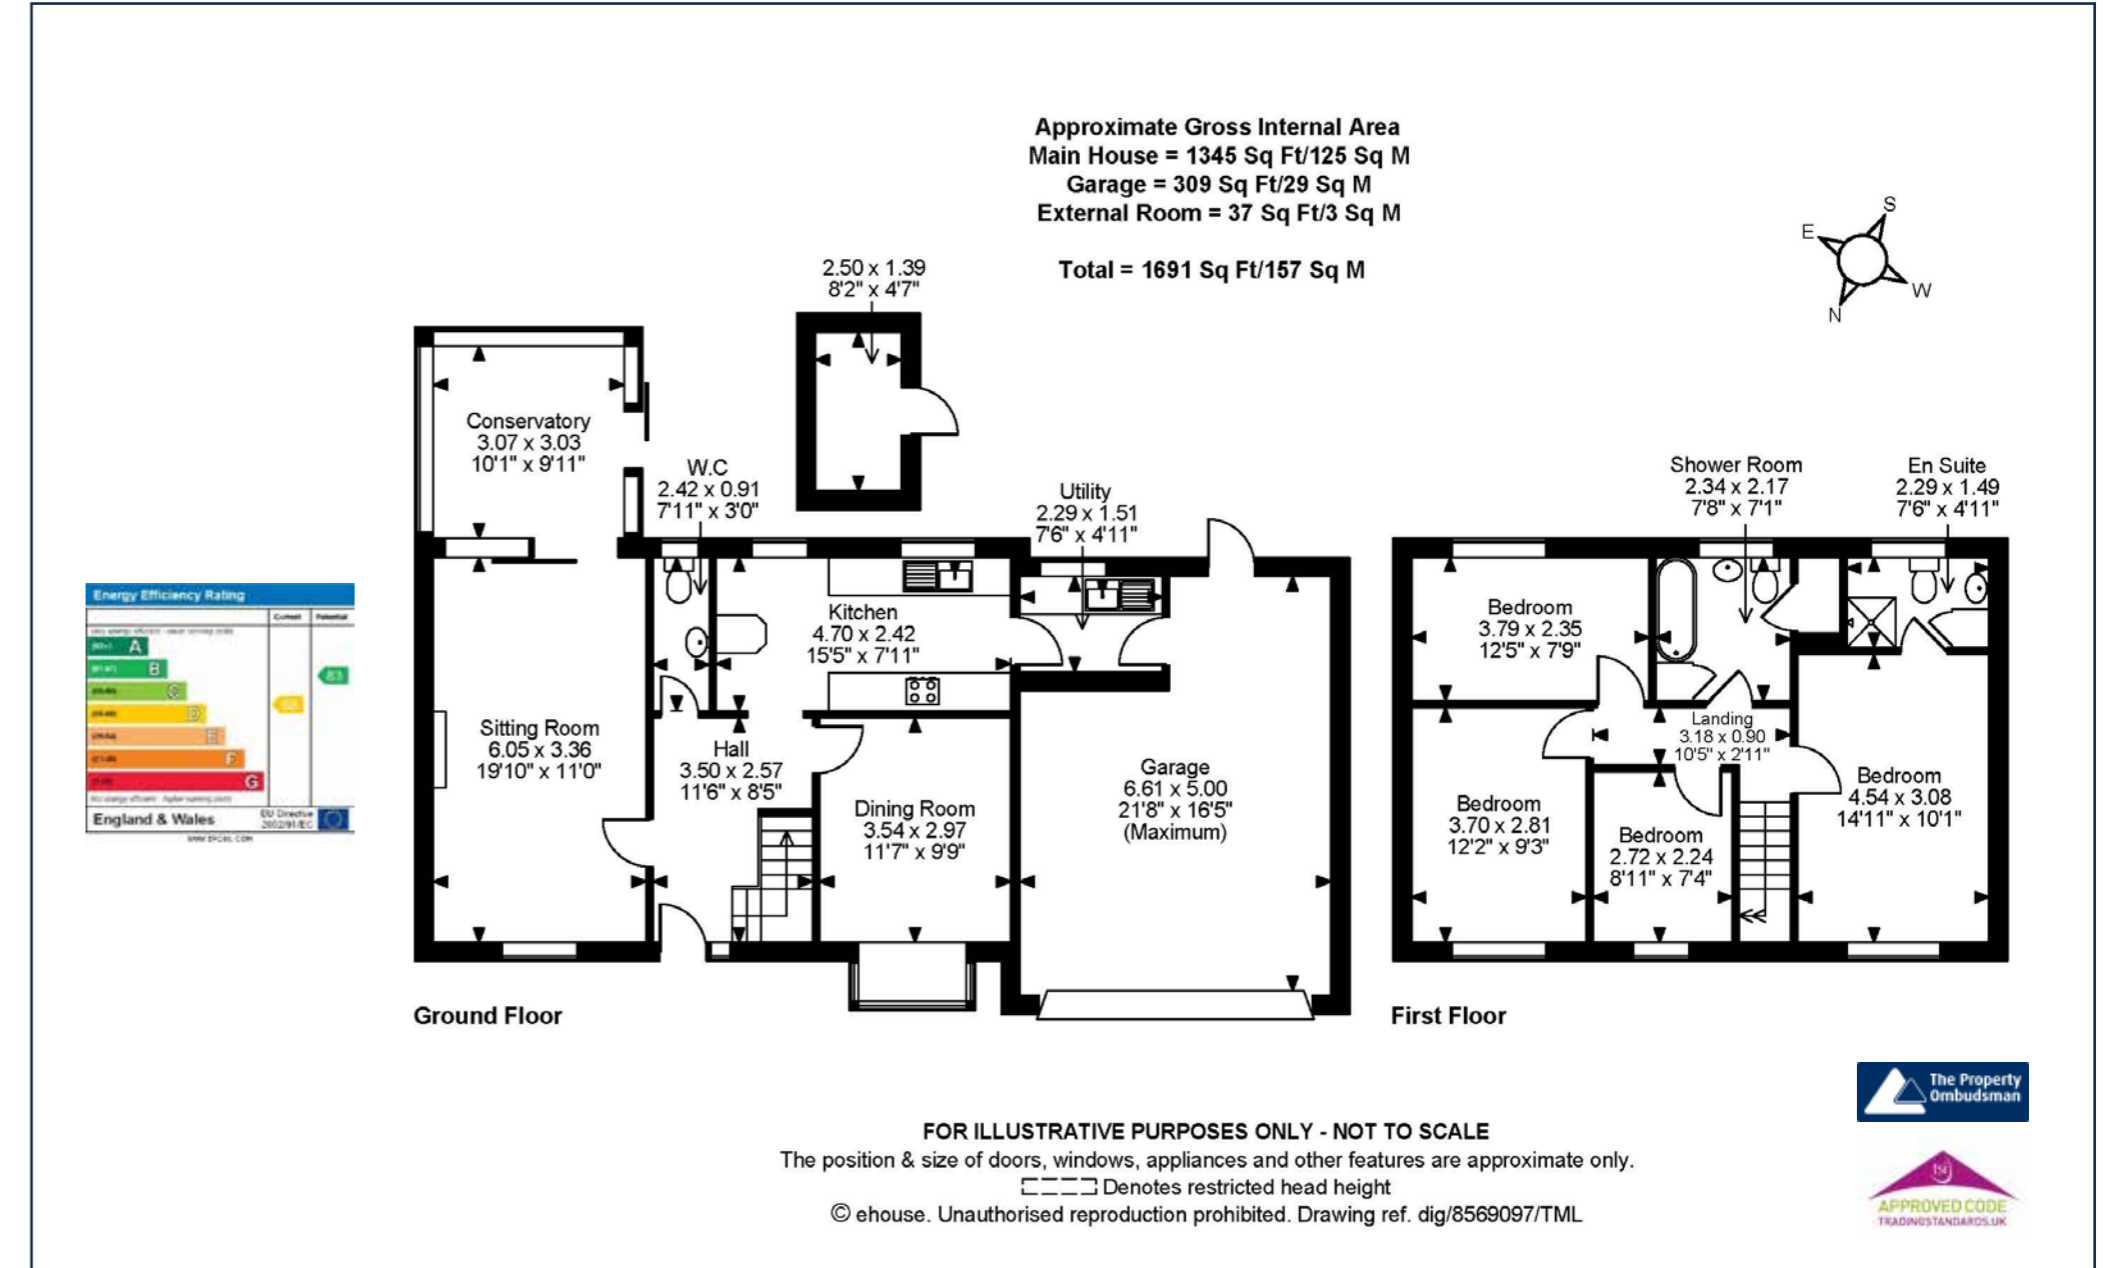 Approximate Gross Internal Area
Main House = 1345 Sq Ft/125 Sq M
Garage = 309 Sq Ft/29 Sq M
External Room = 37 Sq Ft/3 Sq M
Total = 1691 Sq Ft/157 Sq M
S
E
W
N
2.50 x 1.39
8'2" x 4'7"
Conservatory
3.07 x 3.03
10'1" x 9'11"
W.C
2.42 x 0.91
7'11" x 3'0"
Utility
2.29 x 1.51
7'6" x 4'11"
Kitchen
4.70 x 2.42
15'5" x 7'11"
Sitting Room
6.05 x 3.36
19'10" x 11'0"
Hall
3.50 x 2.57
11'6" x 8'5"
Dining Room
3.54 x 2.97
11'7" x 9'9"
Garage
6.61 x 5.00
21'8" x 16'5"
(Maximum)
Ground Floor
Shower Room
2.34 x 2.17
7'8" x 7'1"
En Suite
2.29 x 1.49
7'6" x 4'11"
Bedroom
3.79 x 2.35
12'5" x 7'9"
Landing
3.18 x 0.90
10'5" x 2'11"
Bedroom
3.70 x 2.81
12'2" x 9'3"
Bedroom
2.72 x 2.24
8'11" x 7'4"
Bedroom
4.54 x 3.08
14'11" x 10'1"
First Floor
Energy Efficiency Rating
Current Potential
A
B
C
D
E
F
G
83
England & Wales
EU Directive
2002/91/EC
The Property
Ombudsman
APPROVED CODE
TRADINGSTANDARDS.UK
FOR ILLUSTRATIVE PURPOSES ONLY - NOT TO SCALE
The position & size of doors, windows, appliances and other features are approximate only.
Denotes restricted head height
© ehouse. Unauthorised reproduction prohibited. Drawing ref. dig/8569097/TML